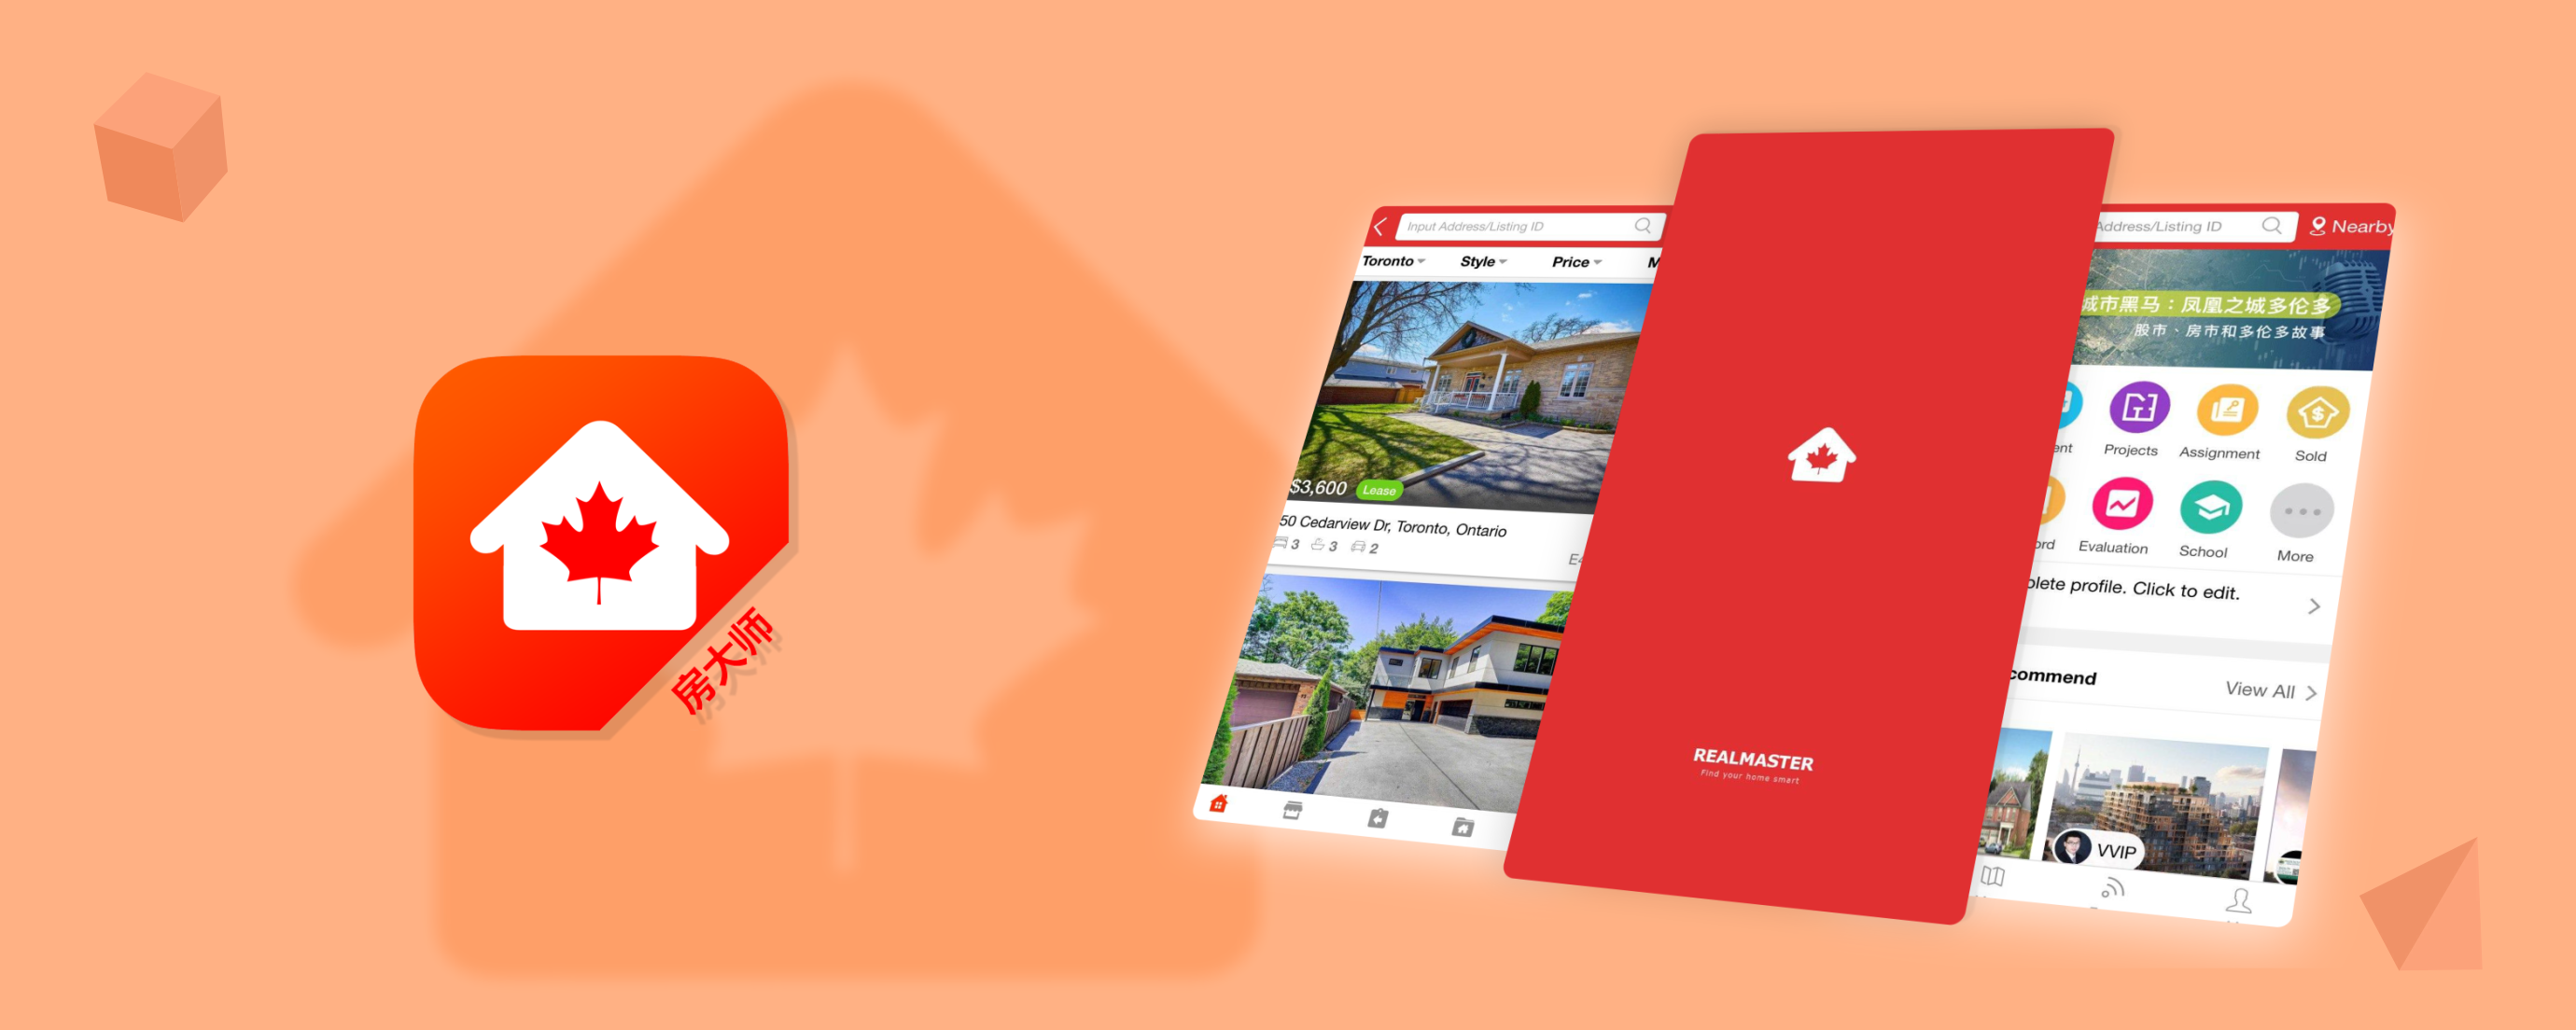 房大师
Input Address/Listing ID
Toronto
Style
Price
M
$3,600
Lease
50 Cedarview Dr, Toronto, Ontario
3
3
2
E4
REALMASTER
Find your home smart
Address/Listing ID
Nearby
城市黑马：凤凰之城多伦多
股市、房市和多伦多故事
ent
Projects
Assignment
Sold
ord
Evaluation
School
More
plete profile. Click to edit.
commend
View All
VVIP